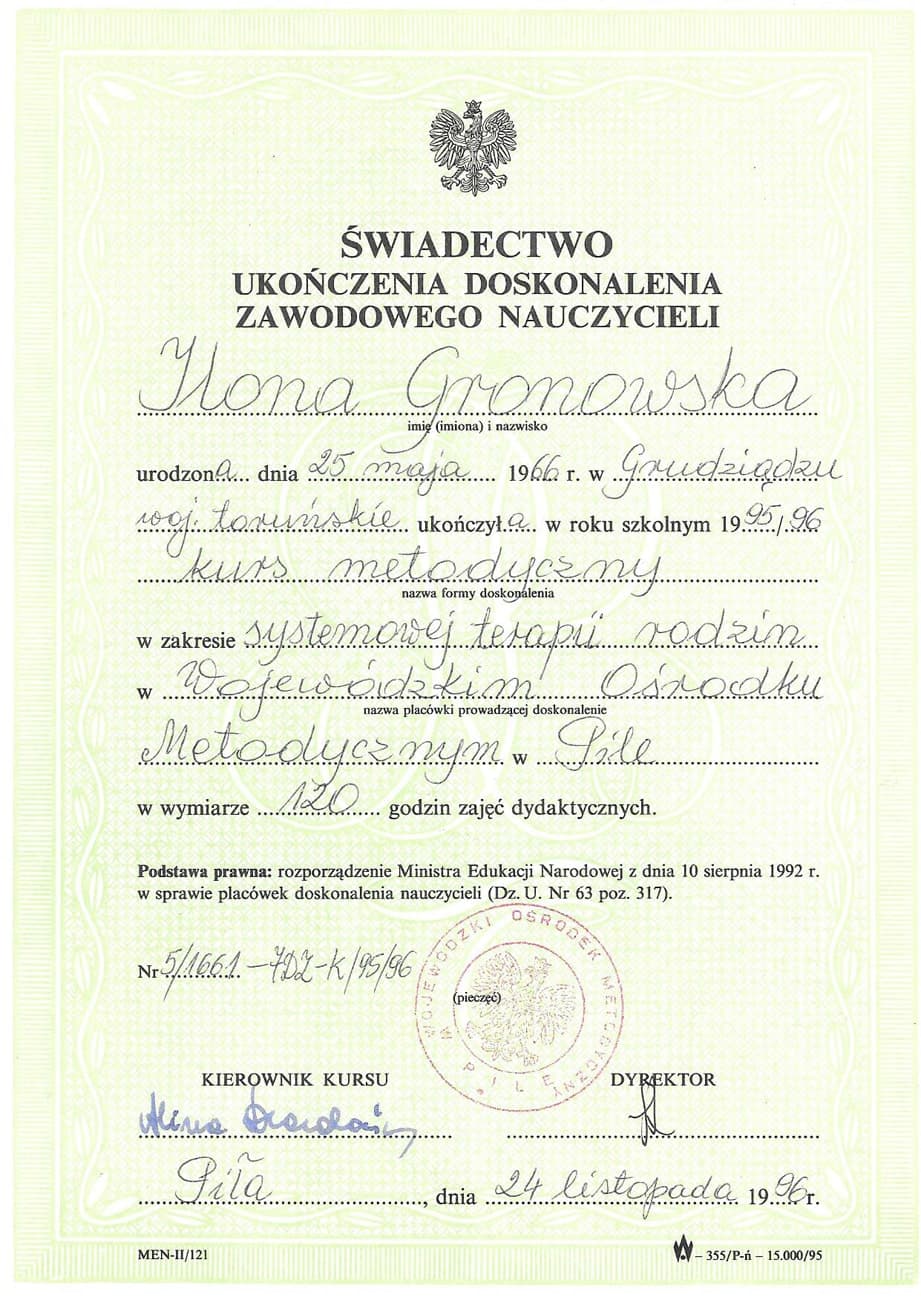 ŚWIADECTWO
UKOŃCZENIA DOSKONALENIA
ZAWODOWEGO NAUCZYCIELI
Ilona Gronowska
imię (imiona) i nazwisko
urodzona dnia 25 maja 1966 r. w Grudziądzu
woj. toruńskie ukończyła w roku szkolnym 1995/96
kurs metodyczny
nazwa formy doskonalenia
w zakresie systemowej terapii rodzin
w Wojewódzkim Ośrodku
nazwa placówki prowadzącej doskonalenie
Metodycznym w Pile
w wymiarze 120 godzin zajęć dydaktycznych.
Podstawa prawna: rozporządzenie Ministra Edukacji Narodowej z dnia 10 sierpnia 1992 r.
w sprawie placówek doskonalenia nauczycieli (Dz. U. Nr 63 poz. 317).
WOJEWÓDZKI OŚRODEK METODYCZNY
W PILE
Nr 5/1661-7DZ-K/95/96
(pieczęć)
KIEROWNIK KURSU DYREKTOR
Alina
Piła, dnia 24 listopada 1996 r.
MEN-II/121 – 355/P-ń – 15.000/95